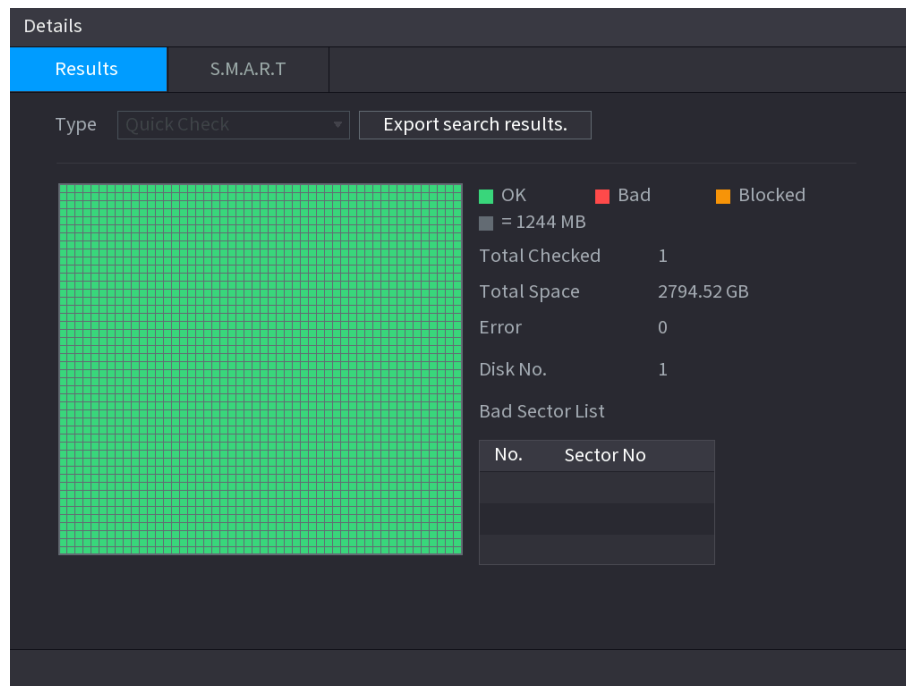 Details
Results S.M.A.R.T
Type Quick Check Export search results.
OK Bad Blocked
= 1244 MB
Total Checked 1
Total Space 2794.52 GB
Error 0
Disk No. 1
Bad Sector List
No. Sector No